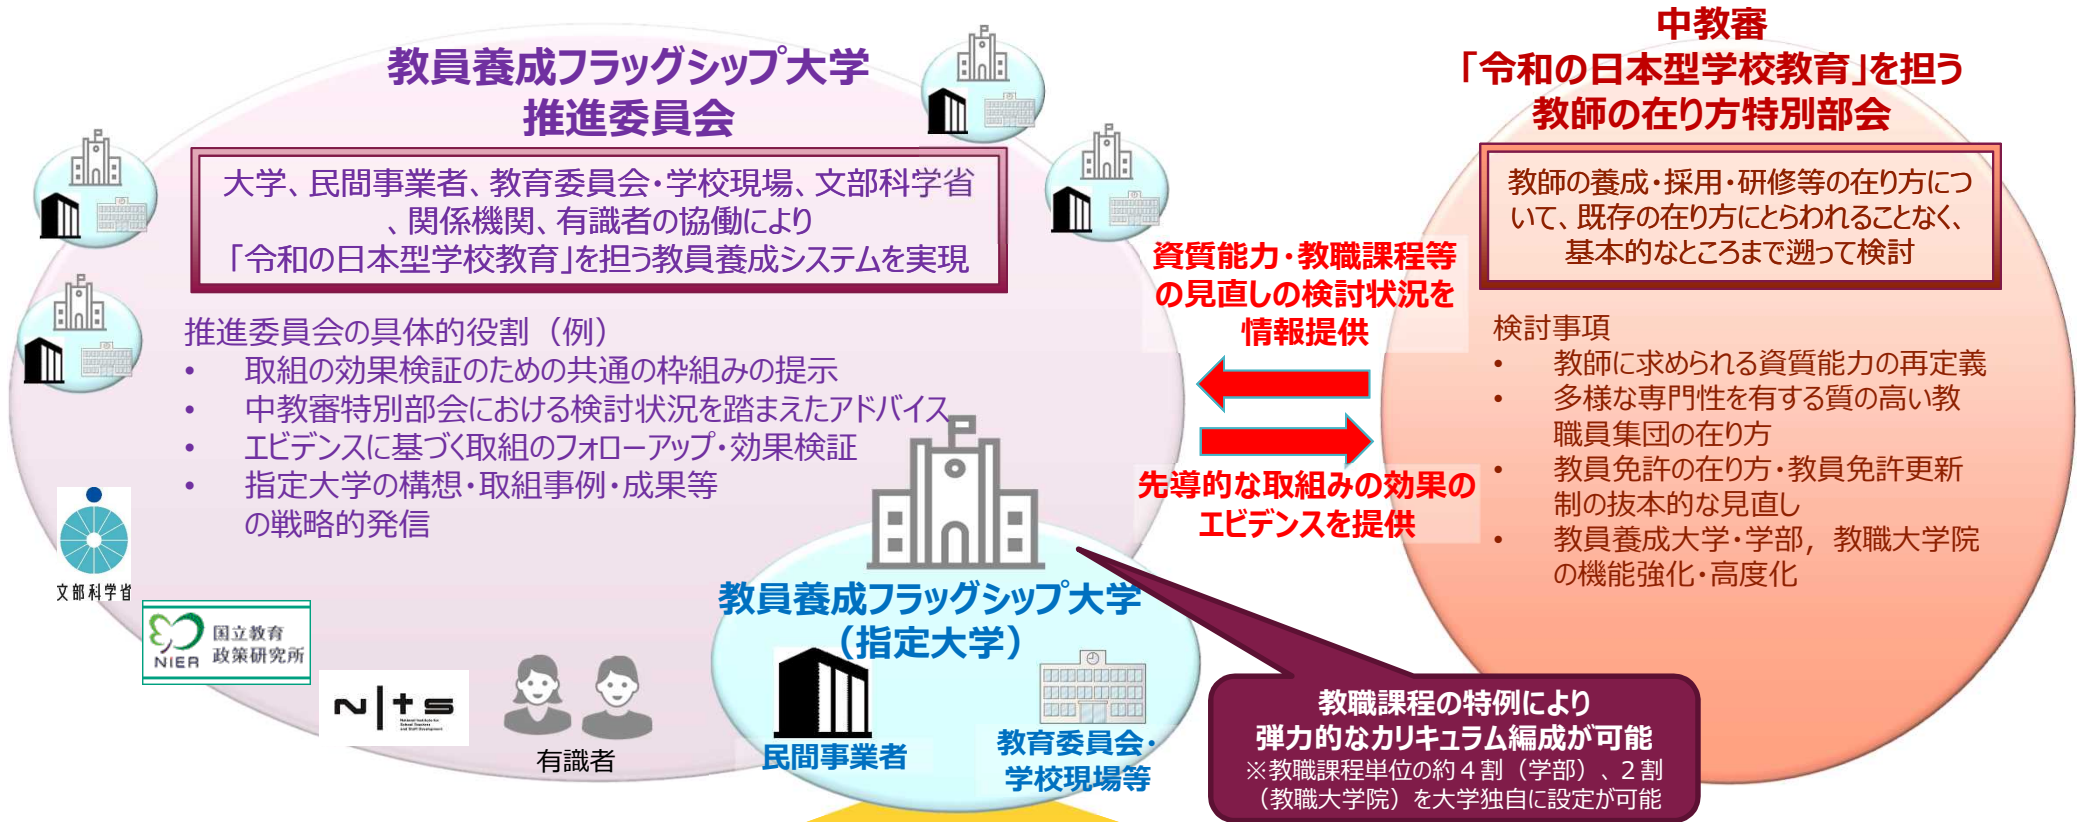 教員養成フラッグシップ大学
推進委員会
大学、民間事業者、教育委員会・学校現場、文部科学省
、関係機関、有識者の協働により
「令和の日本型学校教育」を担う教員養成システムを実現
推進委員会の具体的役割（例）
• 取組の効果検証のための共通の枠組みの提示
• 中教審特別部会における検討状況を踏まえたアドバイス
• エビデンスに基づく取組のフォローアップ・効果検証
• 指定大学の構想・取組事例・成果等
の戦略的発信
文部科学省
NIER
国立教育
政策研究所
NITS
National Institute for
School Teachers
and Staff Development
有識者
教員養成フラッグシップ大学
（指定大学）
民間事業者
教育委員会・
学校現場等
資質能力・教職課程等
の見直しの検討状況を
情報提供
先導的な取組みの効果の
エビデンスを提供
教職課程の特例により
弾力的なカリキュラム編成が可能
※教職課程単位の約４割（学部）、２割
（教職大学院）を大学独自に設定が可能
中教審
「令和の日本型学校教育」を担う
教師の在り方特別部会
教師の養成・採用・研修等の在り方につ
いて、既存の在り方にとらわれることなく、
基本的なところまで遡って検討
検討事項
• 教師に求められる資質能力の再定義
• 多様な専門性を有する質の高い教
職員集団の在り方
• 教員免許の在り方・教員免許更新
制の抜本的な見直し
• 教員養成大学・学部，教職大学院
の機能強化・高度化